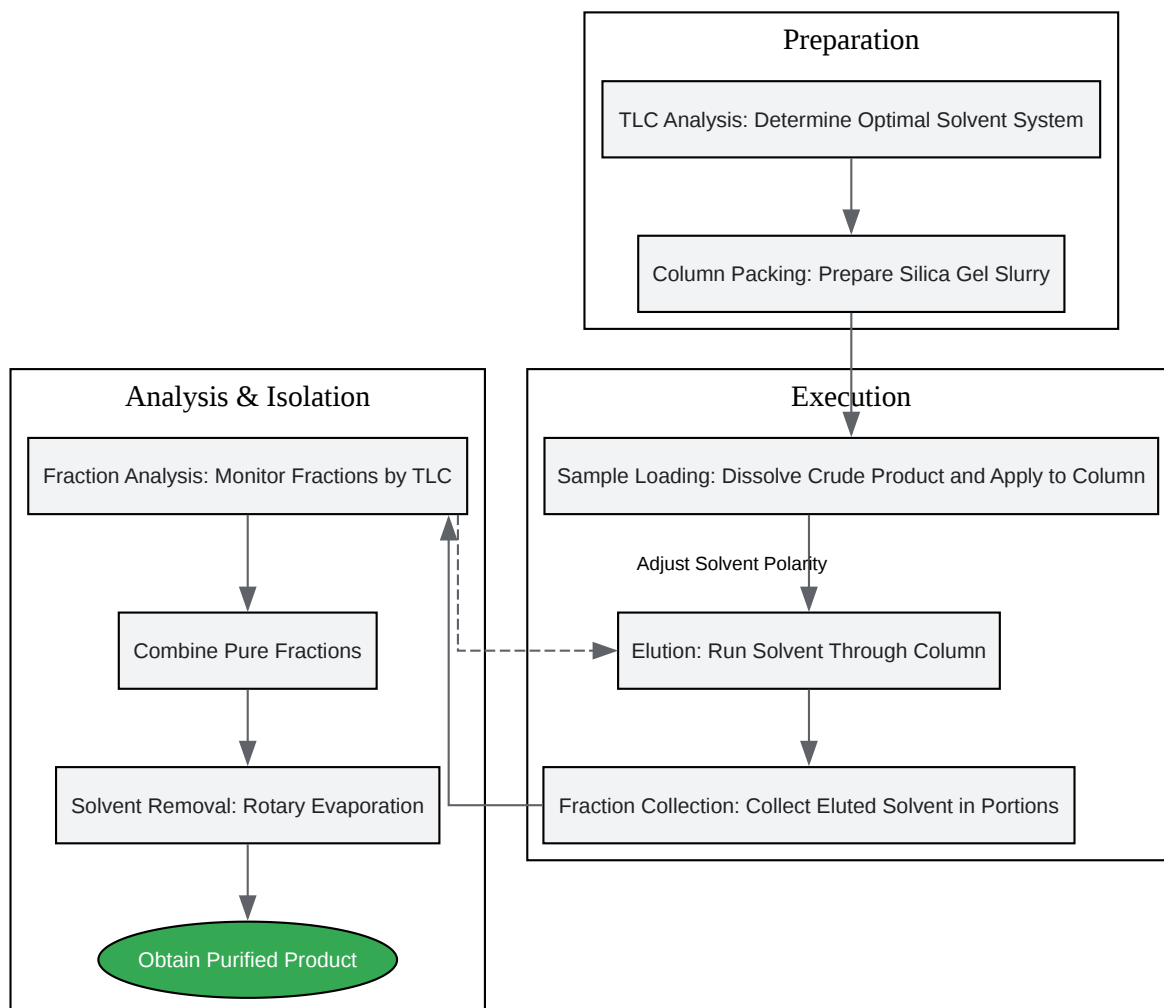 Preparation
TLC Analysis: Determine Optimal Solvent System
Column Packing: Prepare Silica Gel Slurry
Execution
Sample Loading: Dissolve Crude Product and Apply to Column
Adjust Solvent Polarity
Elution: Run Solvent Through Column
Fraction Collection: Collect Eluted Solvent in Portions
Analysis & Isolation
Fraction Analysis: Monitor Fractions by TLC
Combine Pure Fractions
Solvent Removal: Rotary Evaporation
Obtain Purified Product